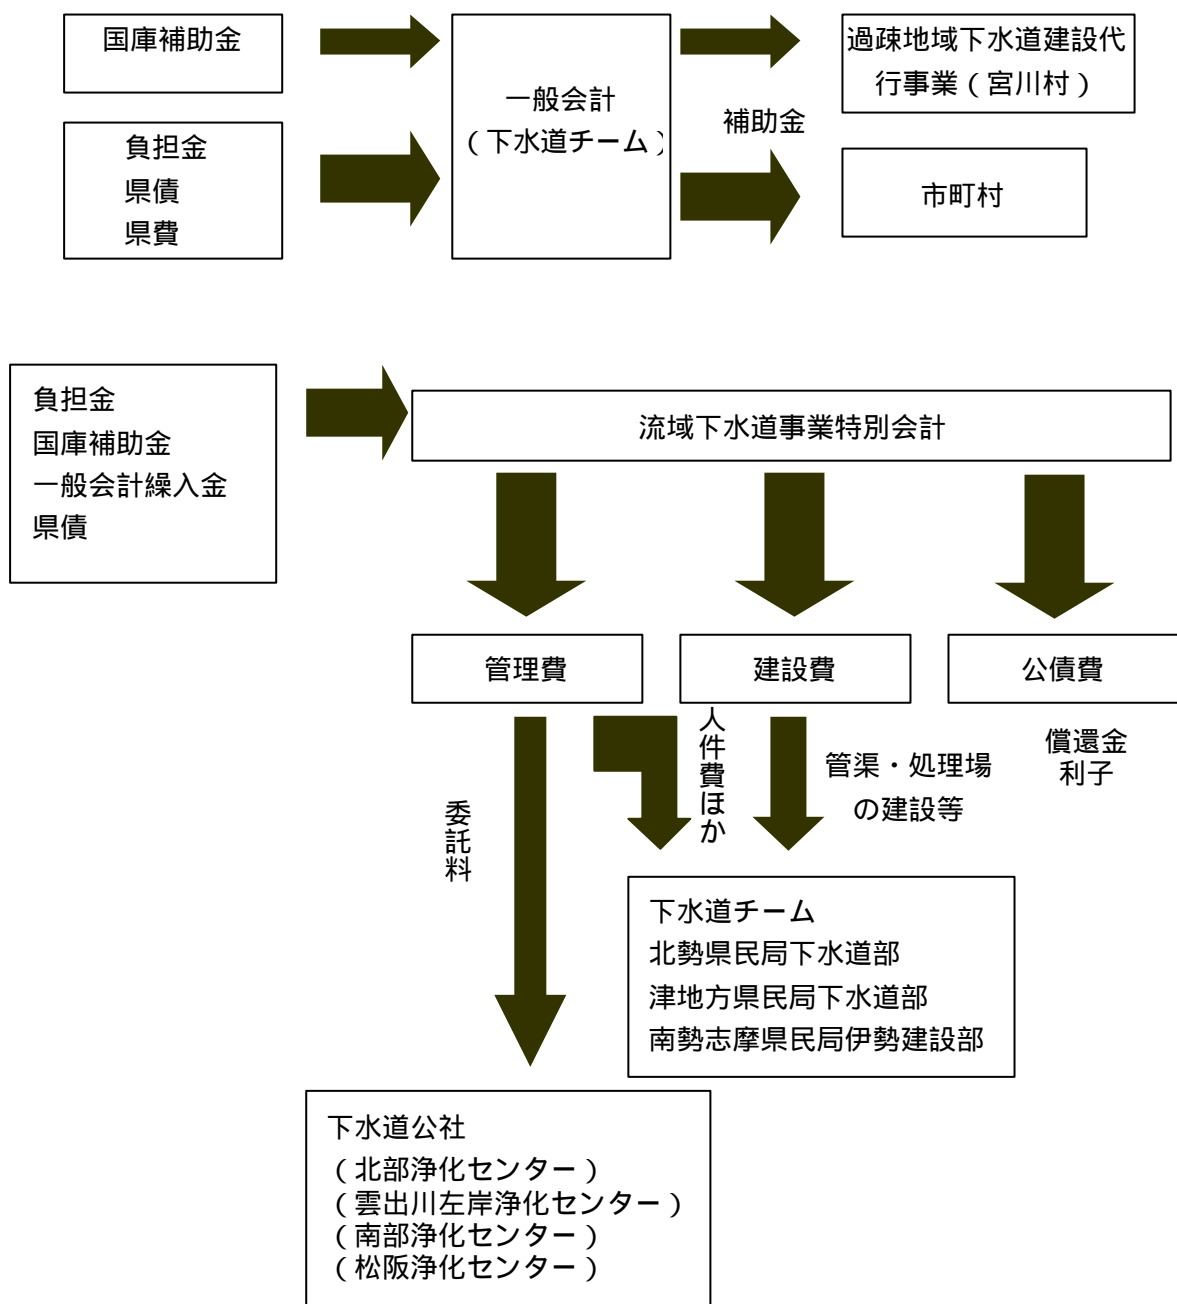 国庫補助金
負担金
県債
県費
一般会計
（下水道チーム）
補助金
過疎地域下水道建設代
行事業（宮川村）
市町村
負担金
国庫補助金
一般会計繰入金
県債
流域下水道事業特別会計
管理費
建設費
公債費
委託料
人件費ほか
管渠・処理場
の建設等
償還金
利子
下水道チーム
北勢県民局下水道部
津地方県民局下水道部
南勢志摩県民局伊勢建設部
下水道公社
（北部浄化センター）
（雲出川左岸浄化センター）
（南部浄化センター）
（松阪浄化センター）